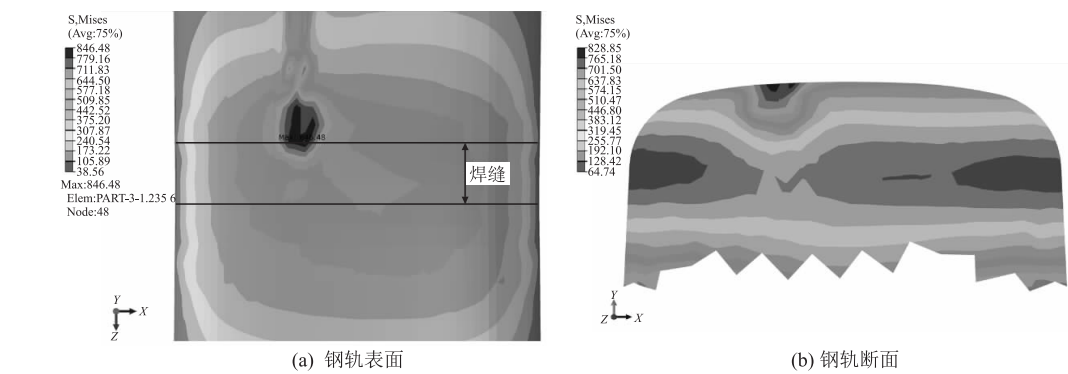 S,Mises
(Avg:75%)
846.48
779.16
711.83
644.50
577.18
509.85
442.52
375.20
307.87
240.54
173.22
105.89
38.56
Max:846.48
Elem:PART-3-1.235 6
Node:48
焊缝
Y
X
Z
(a) 钢轨表面
S,Mises
(Avg:75%)
828.85
765.18
701.50
637.83
574.15
510.47
446.80
383.12
319.45
255.77
192.10
128.42
64.74
Y
Z
X
(b) 钢轨断面